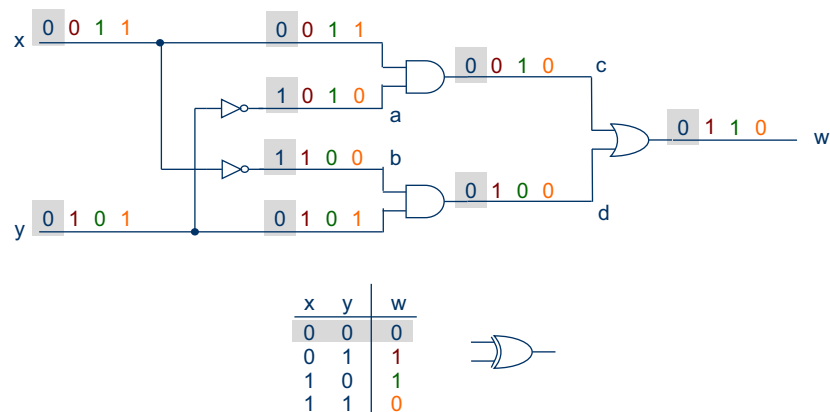 x 0 0 1 1 0 0 1 1
0 0 1 0 c
1 0 1 0
a
0 1 1 0 w
1 1 0 0 b
y 0 1 0 1 0 1 0 1
0 1 0 0 d
x y w
0 0 0
0 1 1
1 0 1
1 1 0